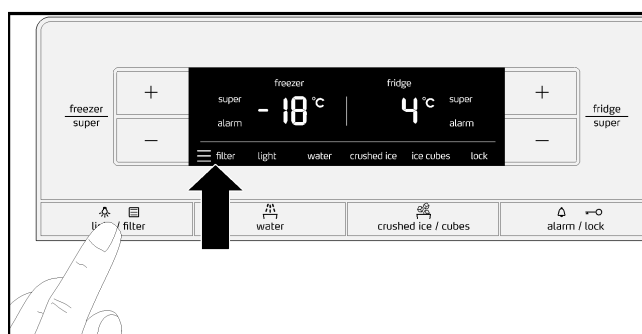 freezer
super
+
−
freezer
fridge
super
alarm
- 18 °C
4 °C
super
alarm
filter light water crushed ice ice cubes lock
+
−
fridge
super
light / filter
water
crushed ice / cubes
alarm / lock